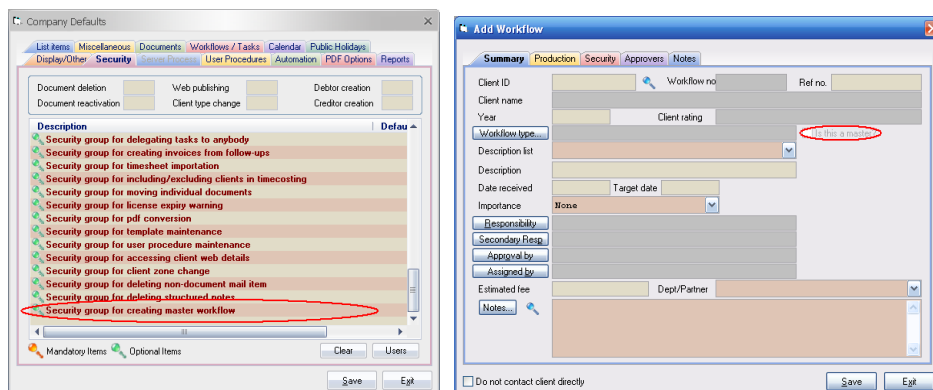 Company Defaults
List items Miscellaneous Documents Workflows / Tasks Calendar Public Holidays
Display/Other Security Server Process User Procedures Automation PDF Options Reports
Document deletion Web publishing Debtor creation
Document reactivation Client type change Creditor creation
Description Defau
Security group for delegating tasks to anybody
Security group for creating invoices from follow-ups
Security group for timesheet importation
Security group for including/excluding clients in timecosting
Security group for moving individual documents
Security group for license expiry warning
Security group for pdf conversion
Security group for template maintenance
Security group for user procedure maintenance
Security group for accessing client web details
Security group for client zone change
Security group for deleting non-document mail item
Security group for deleting structured notes
Security group for creating master workflow
Mandatory Items Optional Items Clear Users
Save Exit
Add Workflow
Summary Production Security Approvers Notes
Client ID Workflow no Ref no.
Client name
Year Client rating
Workflow type... Is this a master?
Description list
Description
Date received Target date
Importance None
Responsibility
Secondary Resp
Approval by
Assigned by
Estimated fee Dept/Partner
Notes...
Do not contact client directly Save Exit